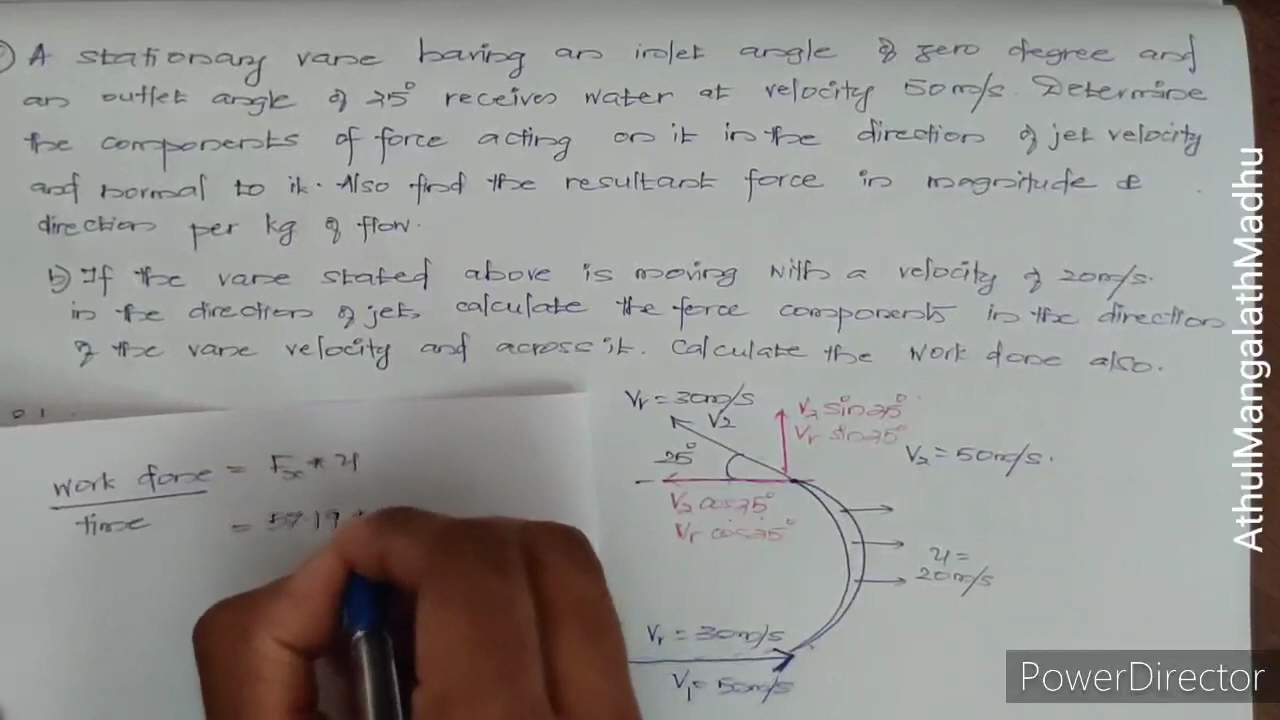 A stationary vane having an inlet angle of zero degree and
an outlet angle of 25° receives water at velocity 50m/s. Determine
the components of force acting on it in the direction of jet velocity
and normal to it. Also find the resultant force in magnitude &
direction per kg of flow.
b) If the vane stated above is moving with a velocity of 20m/s.
in the direction of jet, calculate the force components in the direction
of the vane velocity and across it. Calculate the work done also.
Vr = 30m/s
V2
V2 sin25°
Vr sin25°
V2 = 50m/s.
25°
V2 cos25°
Vr cos25°
Work done = Fx * u
time
= 57.19 *
u =
20m/s
Vr = 30m/s
V1 = 50m/s
AthulMangalathMadhu
PowerDirector